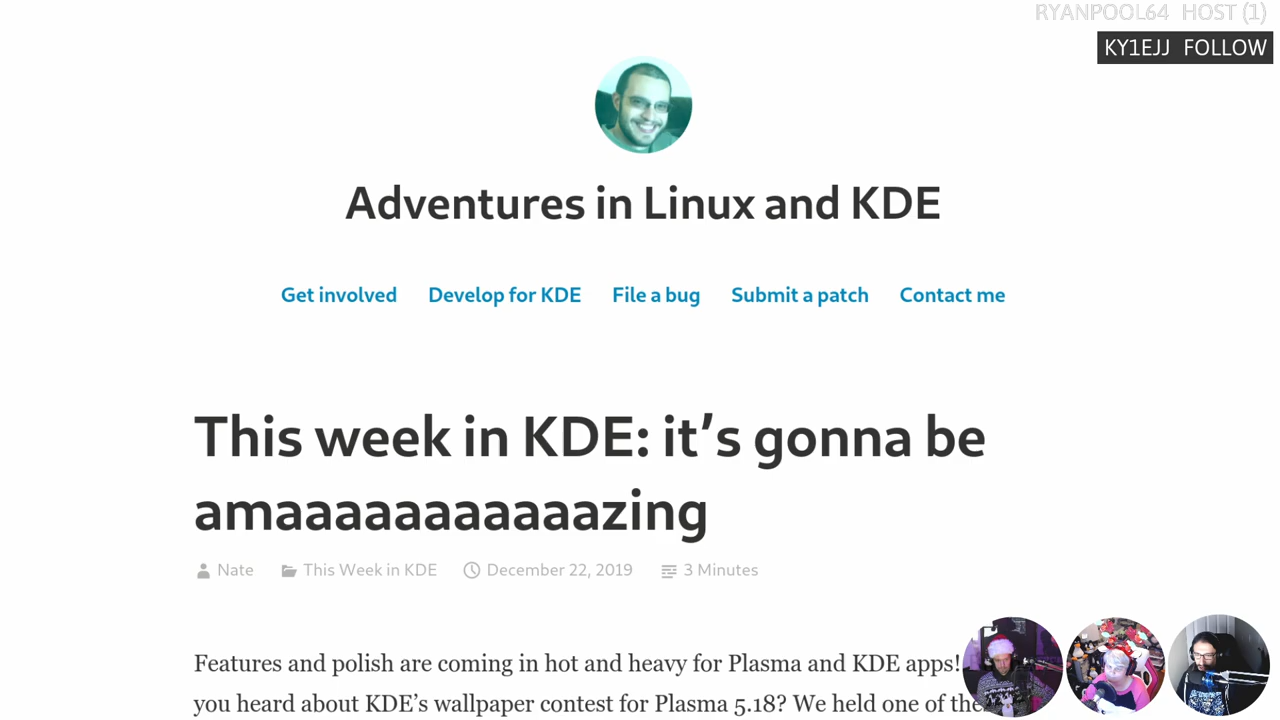 RYANPOOL64 HOST (1)
KY1EJJ FOLLOW
Adventures in Linux and KDE
Get involved Develop for KDE File a bug Submit a patch Contact me
This week in KDE: it’s gonna be
amaaaaaaaaaaazing
Nate This Week in KDE December 22, 2019 3 Minutes
Features and polish are coming in hot and heavy for Plasma and KDE apps!
you heard about KDE’s wallpaper contest for Plasma 5.18? We held one of